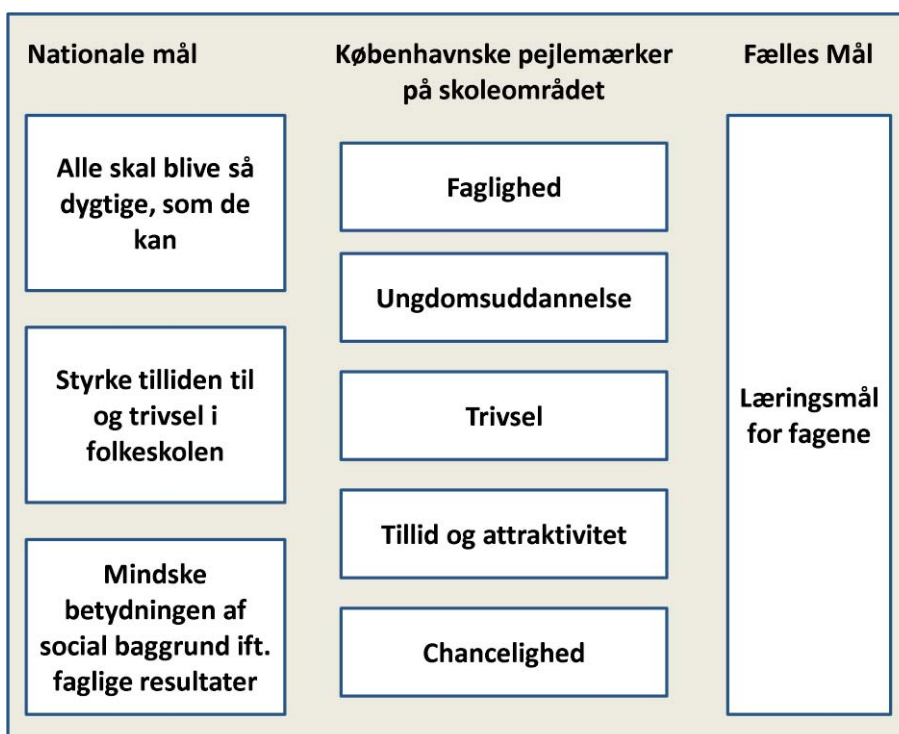 Nationale mål
Alle skal blive så
dygtige, som de
kan
Styrke tilliden til
og trivsel i
folkeskolen
Mindske
betydningen af
social baggrund ift.
faglige resultater
Københavnske pejlemærker
på skoleområdet
Faglighed
Ungdomsuddannelse
Trivsel
Tillid og attraktivitet
Chancelighed
Fælles Mål
Læringsmål
for fagene